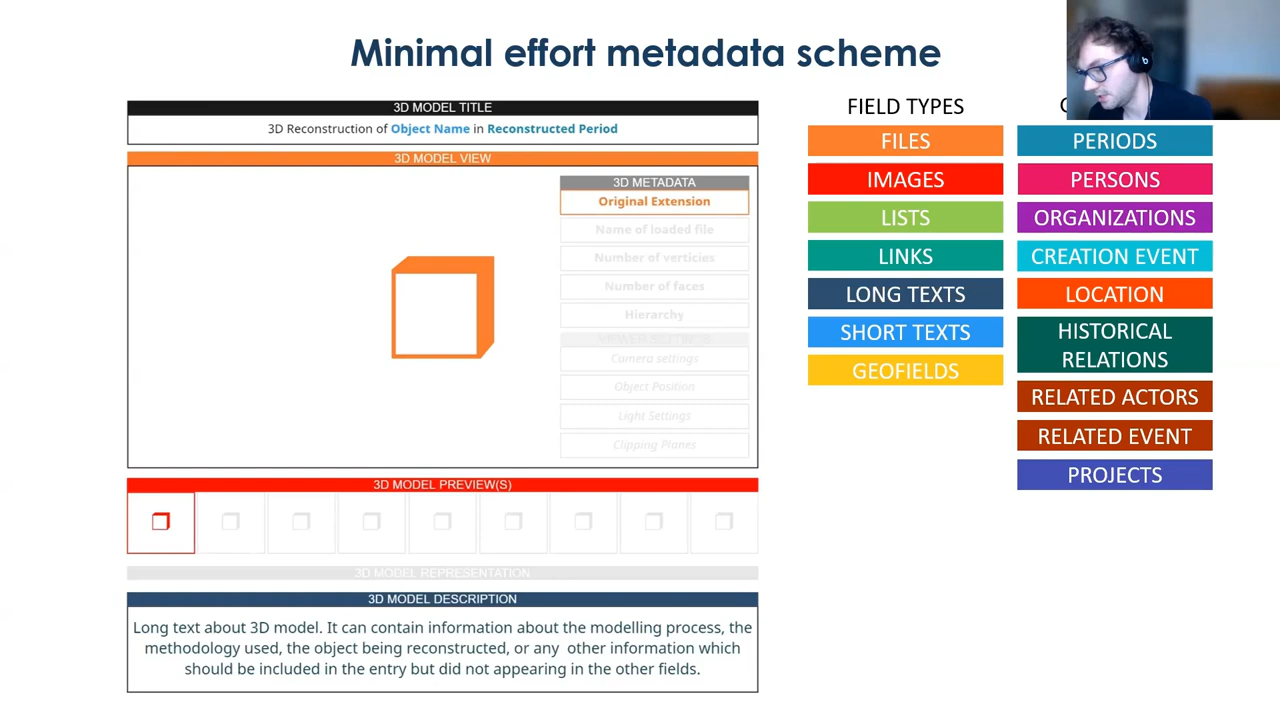 Minimal effort metadata scheme
3D MODEL TITLE
3D Reconstruction of Object Name in Reconstructed Period
3D MODEL VIEW
3D METADATA
Original Extension
Name of loaded file
Number of verticies
Number of faces
Hierarchy
VIEWER SETTINGS
Camera settings
Object Position
Light Settings
Clipping Planes
3D MODEL PREVIEW(S)
3D MODEL REPRESENTATION
3D MODEL DESCRIPTION
Long text about 3D model. It can contain information about the modelling process, the
methodology used, the object being reconstructed, or any other information which
should be included in the entry but did not appearing in the other fields.
FIELD TYPES
FILES
IMAGES
LISTS
LINKS
LONG TEXTS
SHORT TEXTS
GEOFIELDS
PERIODS
PERSONS
ORGANIZATIONS
CREATION EVENT
LOCATION
HISTORICAL
RELATIONS
RELATED ACTORS
RELATED EVENT
PROJECTS